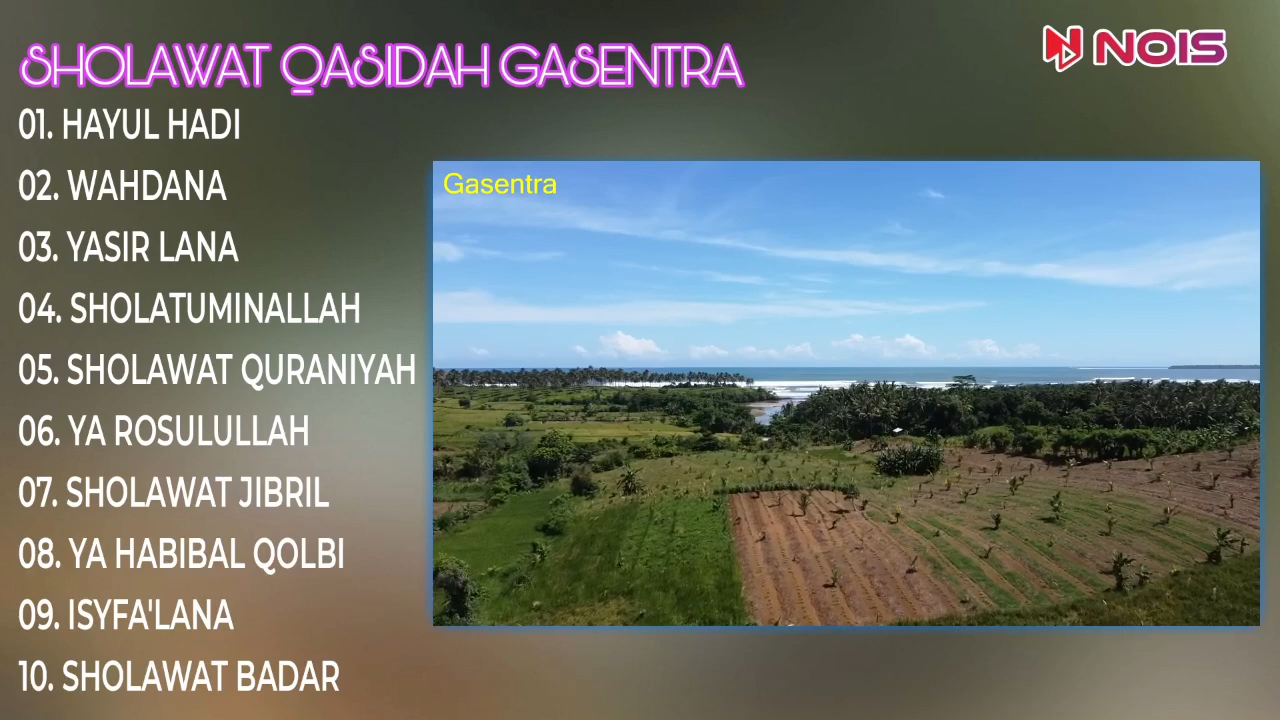 SHOLAWAT QASIDAH GASENTRA
NOIS
01. HAYUL HADI
02. WAHDANA
03. YASIR LANA
04. SHOLATUMINALLAH
05. SHOLAWAT QURANIYAH
06. YA ROSULULLAH
07. SHOLAWAT JIBRIL
08. YA HABIBAL QOLBI
09. ISYFA'LANA
10. SHOLAWAT BADAR
Gasentra